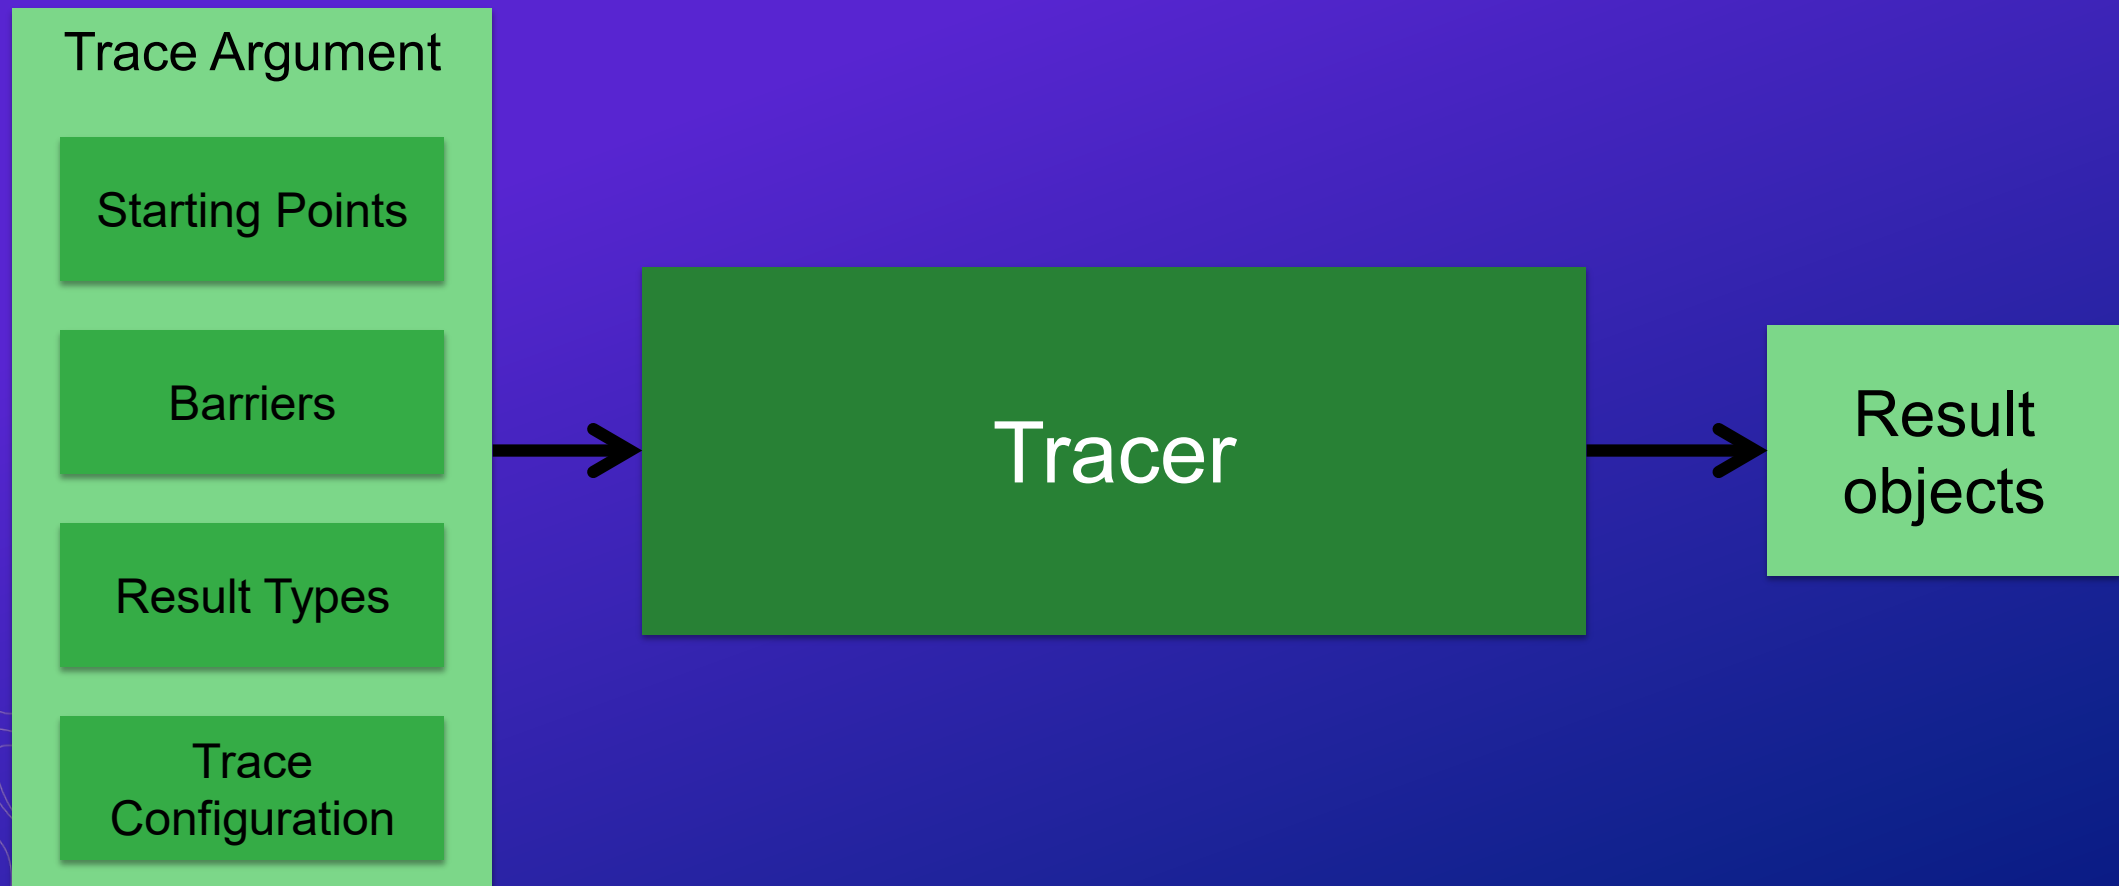 Trace Argument
Starting Points
Barriers
Result Types
Trace
Configuration
Tracer
Result
objects